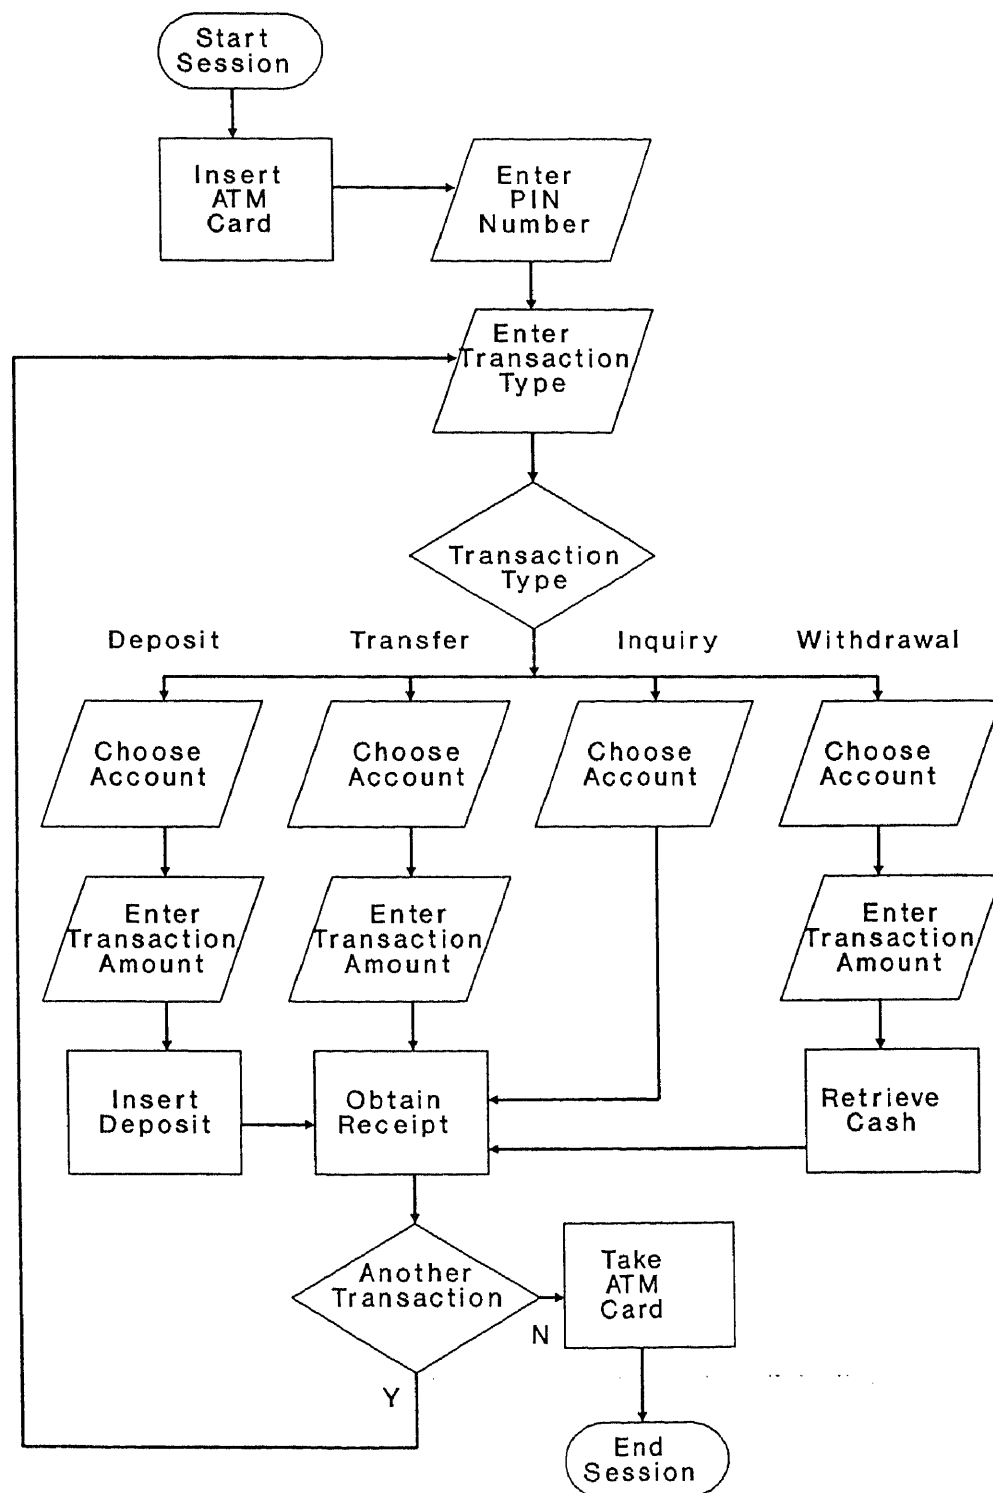 Start
Session
Insert
ATM
Card
Enter
PIN
Number
Enter
Transaction
Type
Transaction
Type
Deposit
Transfer
Inquiry
Withdrawal
Choose
Account
Choose
Account
Choose
Account
Choose
Account
Enter
Transaction
Amount
Enter
Transaction
Amount
Enter
Transaction
Amount
Insert
Deposit
Obtain
Receipt
Retrieve
Cash
Another
Transaction
Take
ATM
Card
N
Y
End
Session